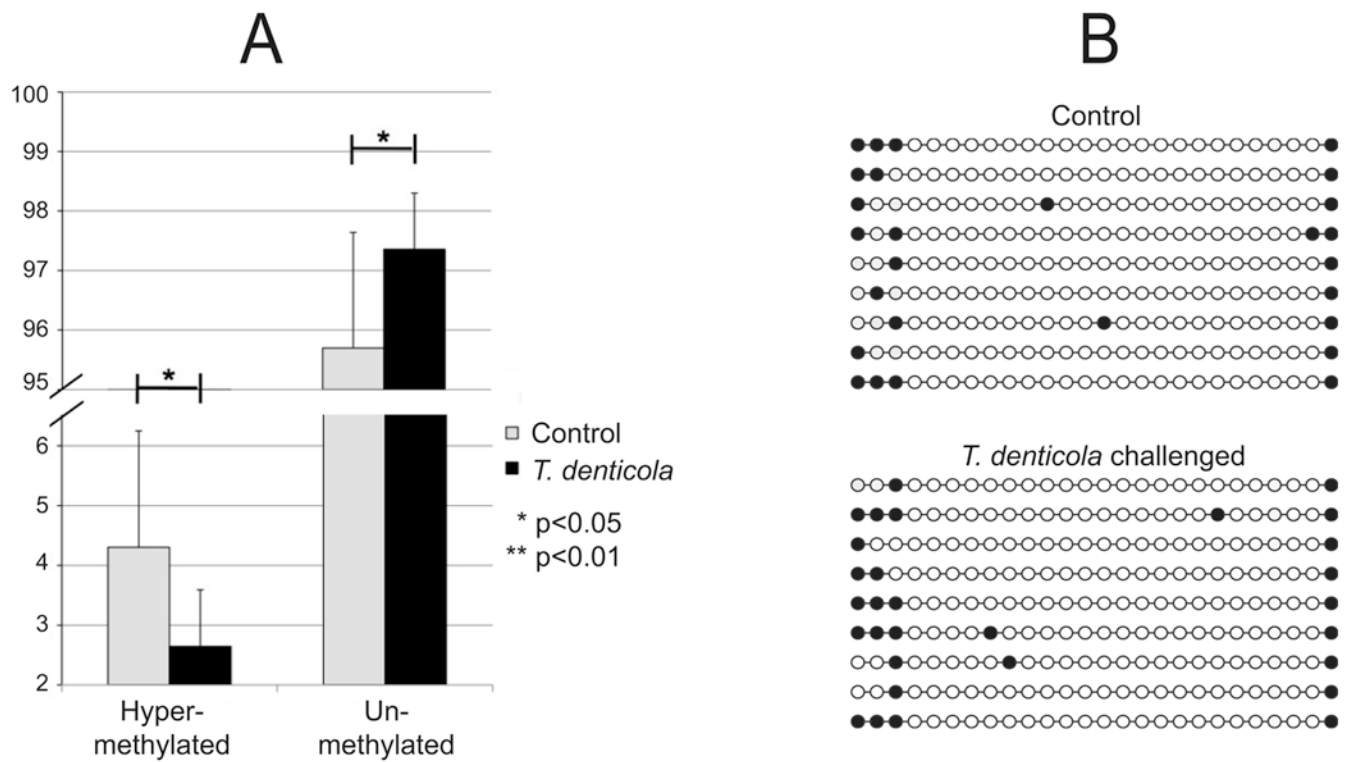 A
100
99
*
98
97
96
95
*
6
5
4
3
2
Hyper-
methylated
Un-
methylated
Control
T. denticola
* p<0.05
** p<0.01
B
Control
T. denticola challenged